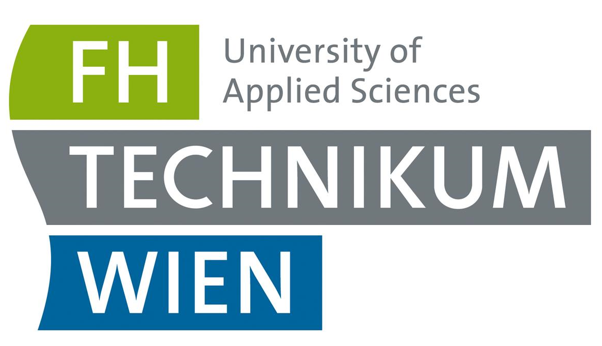 FH
University of
Applied Sciences
TECHNIKUM
WIEN